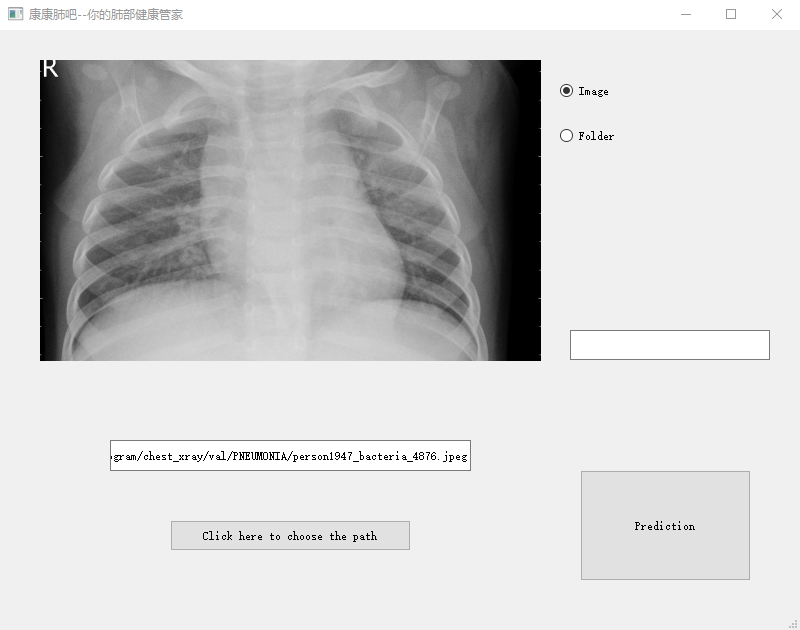 康康肺吧--你的肺部健康管家
R
Image
Folder
gram/chest_xray/val/PNEUMONIA/person1947_bacteria_4876.jpeg
Click here to choose the path
Prediction